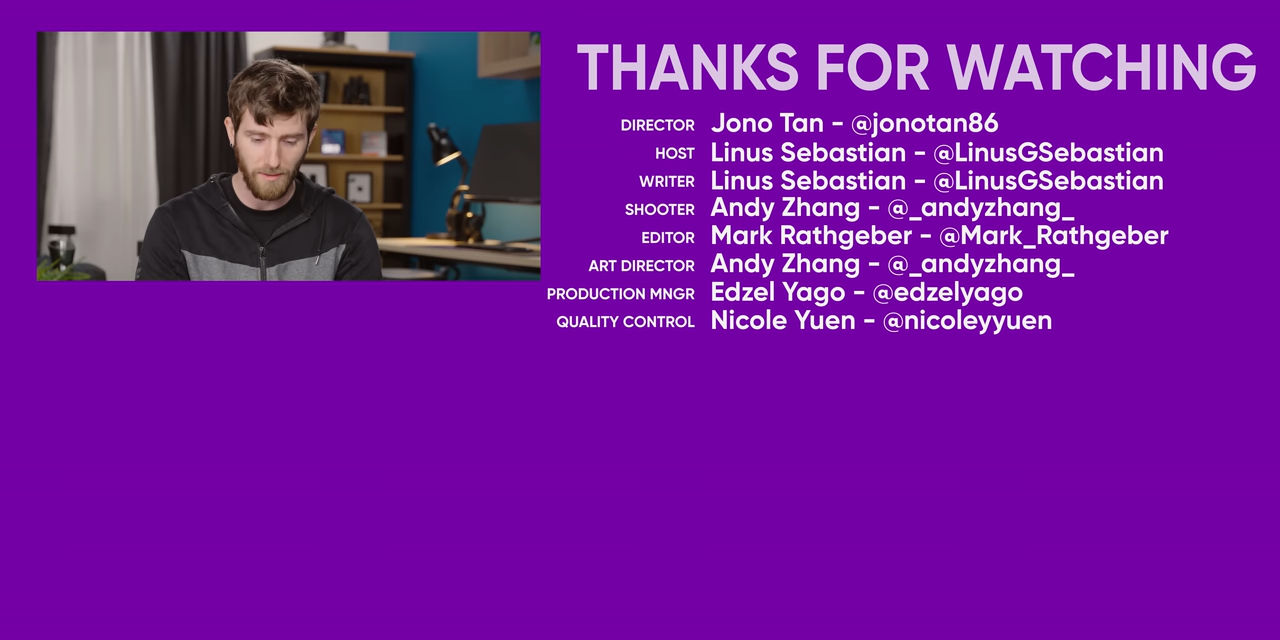 THANKS FOR WATCHING
DIRECTOR Jono Tan - @jonotan86
HOST Linus Sebastian - @LinusGSebastian
WRITER Linus Sebastian - @LinusGSebastian
SHOOTER Andy Zhang - @_andyzhang_
EDITOR Mark Rathgeber - @Mark_Rathgeber
ART DIRECTOR Andy Zhang - @_andyzhang_
PRODUCTION MNGR Edzel Yago - @edzelyago
QUALITY CONTROL Nicole Yuen - @nicoleyyuen